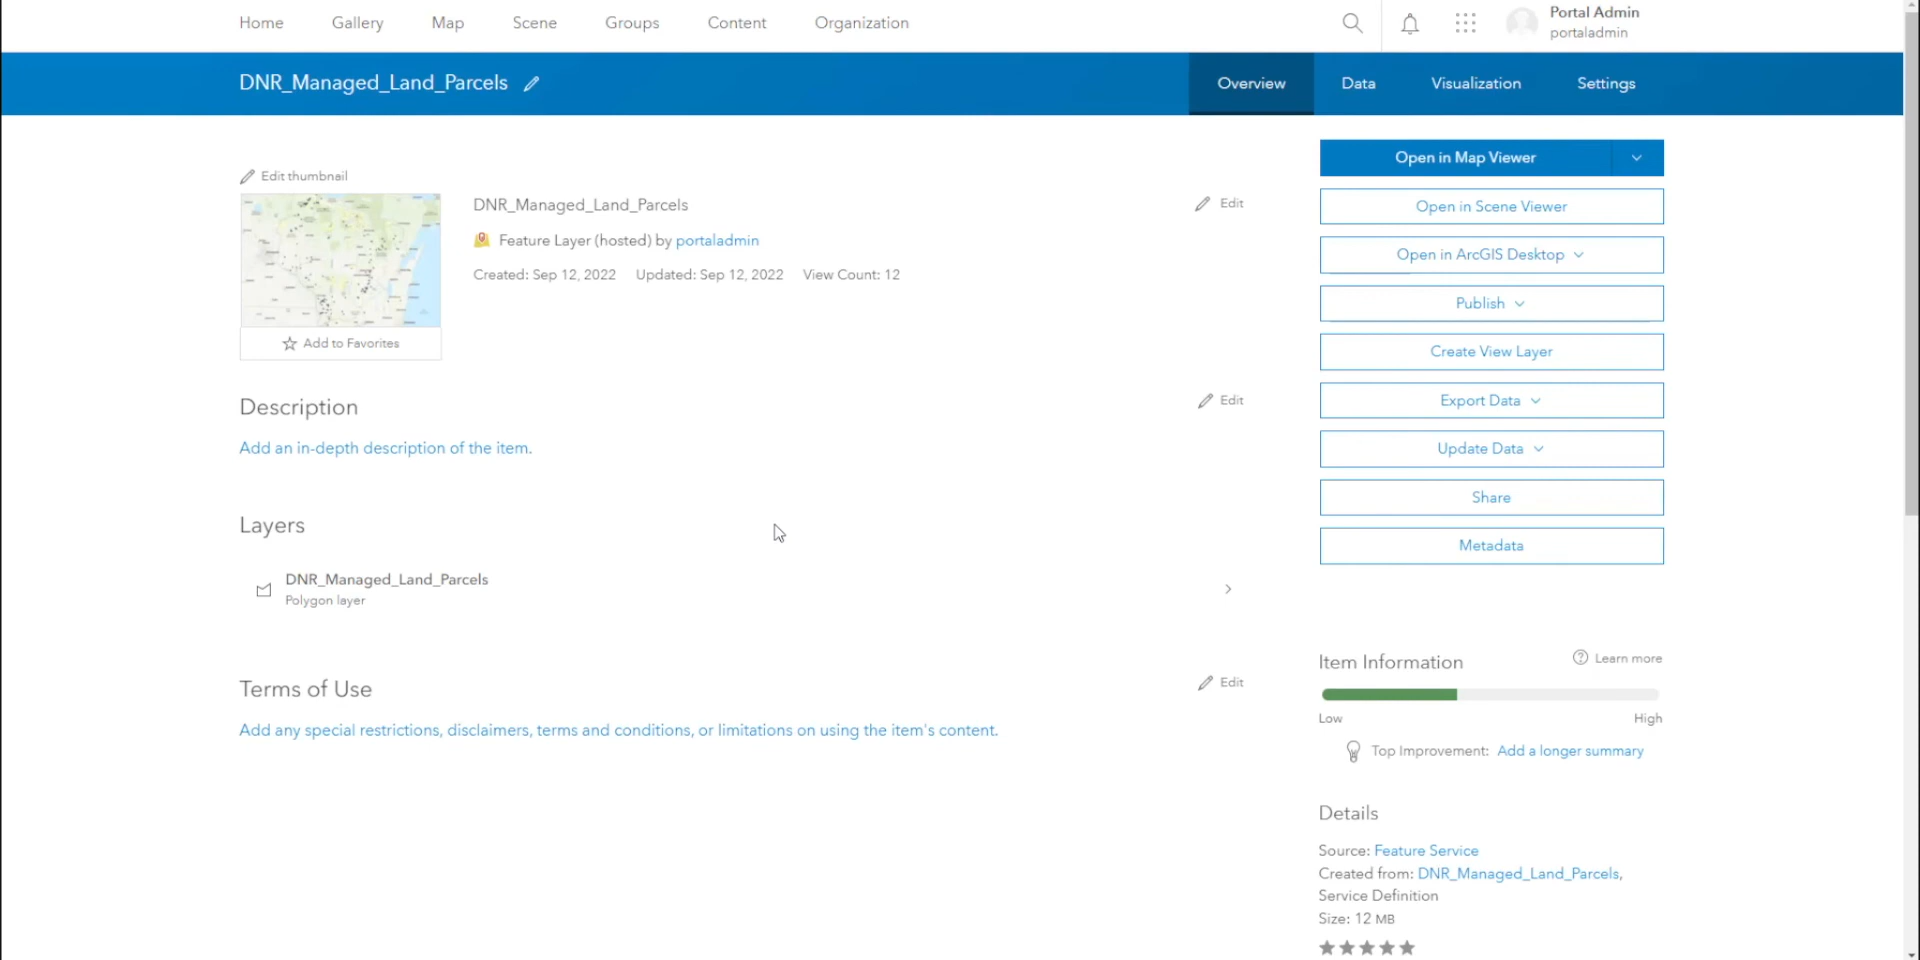 Home Gallery Map Scene Groups Content Organization
Portal Admin
portaladmin
DNR_Managed_Land_Parcels
Overview Data Visualization Settings
Edit thumbnail
Add to Favorites
DNR_Managed_Land_Parcels
Edit
Feature Layer (hosted) by portaladmin
Created: Sep 12, 2022 Updated: Sep 12, 2022 View Count: 12
Description
Edit
Add an in-depth description of the item.
Layers
DNR_Managed_Land_Parcels
Polygon layer
Terms of Use
Edit
Add any special restrictions, disclaimers, terms and conditions, or limitations on using the item's content.
Open in Map Viewer
Open in Scene Viewer
Open in ArcGIS Desktop
Publish
Create View Layer
Export Data
Update Data
Share
Metadata
Item Information
Learn more
Low High
Top Improvement: Add a longer summary
Details
Source: Feature Service
Created from: DNR_Managed_Land_Parcels,
Service Definition
Size: 12 MB